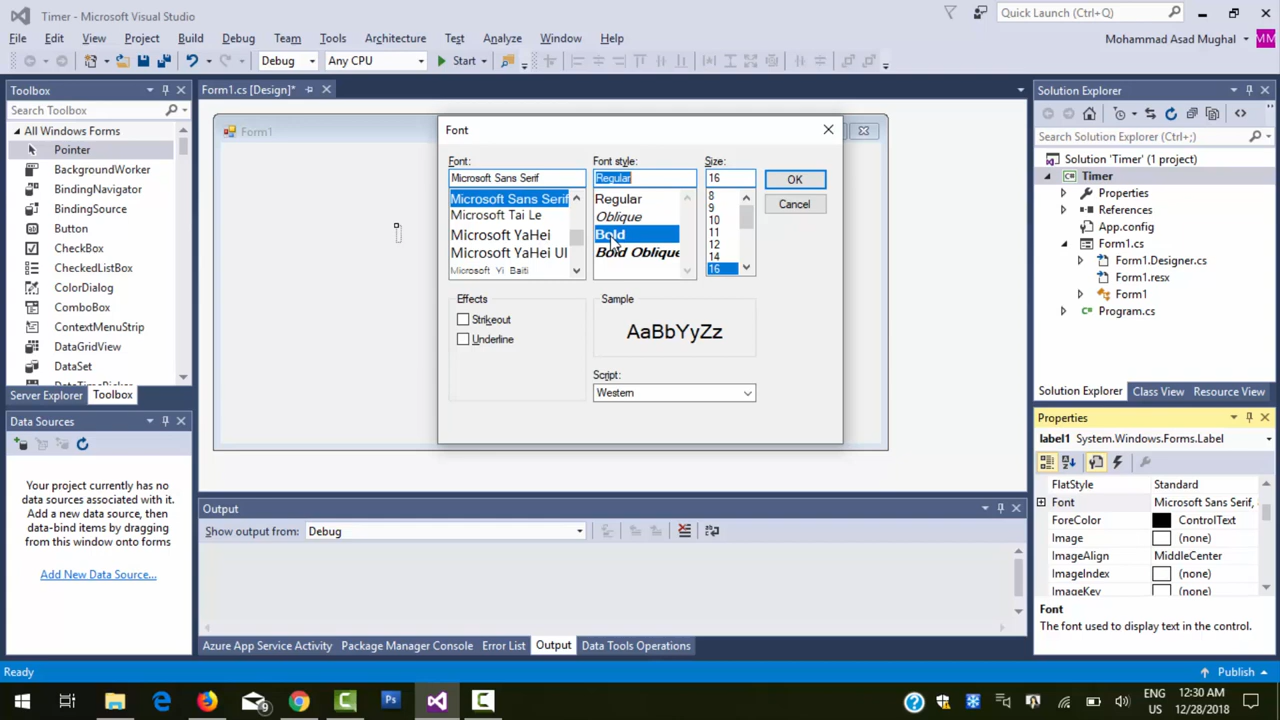 Timer - Microsoft Visual Studio
Quick Launch (Ctrl+Q)
File Edit View Project Build Debug Team Tools Architecture Test Analyze Window Help
Mohammad Asad Mughal MM
Debug Any CPU Start
Toolbox
Search Toolbox
All Windows Forms
Pointer
BackgroundWorker
BindingNavigator
BindingSource
Button
CheckBox
CheckedListBox
ColorDialog
ComboBox
ContextMenuStrip
DataGridView
DataSet
DateTimePicker
Server Explorer Toolbox
Data Sources
Your project currently has no
data sources associated with it.
Add a new data source, then
data-bind items by dragging
from this window onto forms
Add New Data Source...
Form1.cs [Design]*
Form1
Font
Font: Font style: Size:
Microsoft Sans Serif Regular 16
OK
Cancel
Microsoft Sans Serif
Microsoft Tai Le
Microsoft YaHei
Microsoft YaHei UI
Microsoft Yi Baiti
Regular
Oblique
Bold
Bold Oblique
8
9
10
11
12
14
16
Effects
Strikeout
Underline
Sample
AaBbYyZz
Script:
Western
Output
Show output from: Debug
Azure App Service Activity Package Manager Console Error List Output Data Tools Operations
Solution Explorer
Search Solution Explorer (Ctrl+;)
Solution 'Timer' (1 project)
Timer
Properties
References
App.config
Form1.cs
Form1.Designer.cs
Form1.resx
Form1
Program.cs
Solution Explorer Class View Resource View
Properties
label1 System.Windows.Forms.Label
FlatStyle Standard
Font Microsoft Sans Serif,
ForeColor ControlText
Image (none)
ImageAlign MiddleCenter
ImageIndex (none)
ImageKey (none)
Font
The font used to display text in the control.
Ready
Publish
9
Ps
ENG
US
12:30 AM
12/28/2018